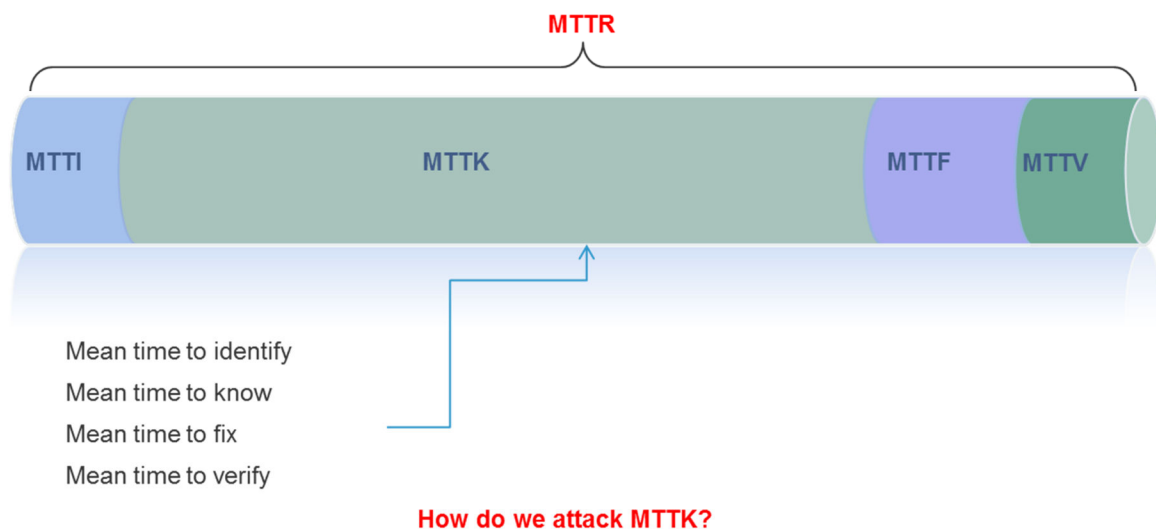 MTTR
MTTI MTTK MTTF MTTV
Mean time to identify
Mean time to know
Mean time to fix
Mean time to verify
How do we attack MTTK?